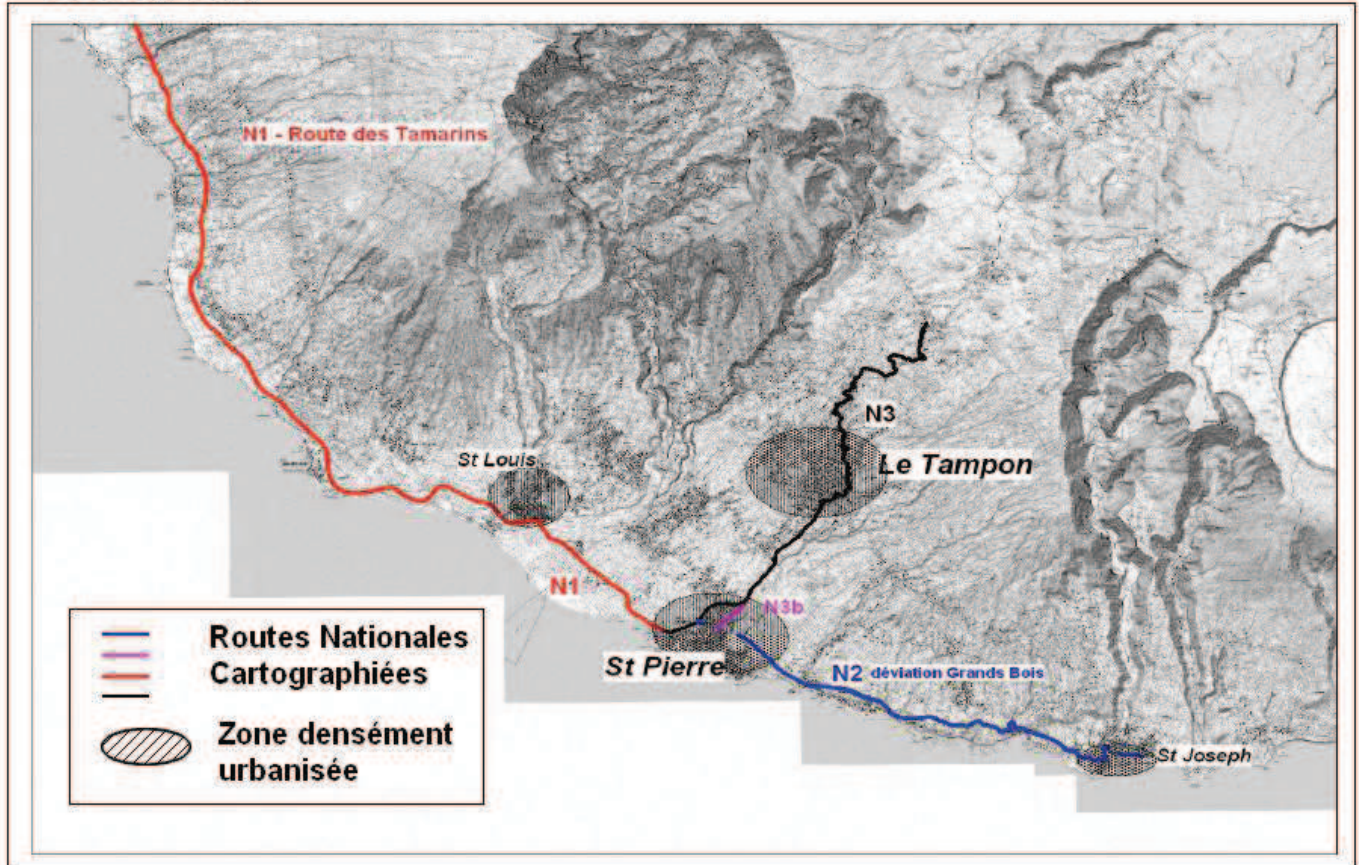 N1 - Route des Tamarins
N3
St Louis
Le Tampon
N1
N3b
St Pierre
N2 déviation Grands Bois
St Joseph
Routes Nationales
Cartographiées
Zone densément
urbanisée